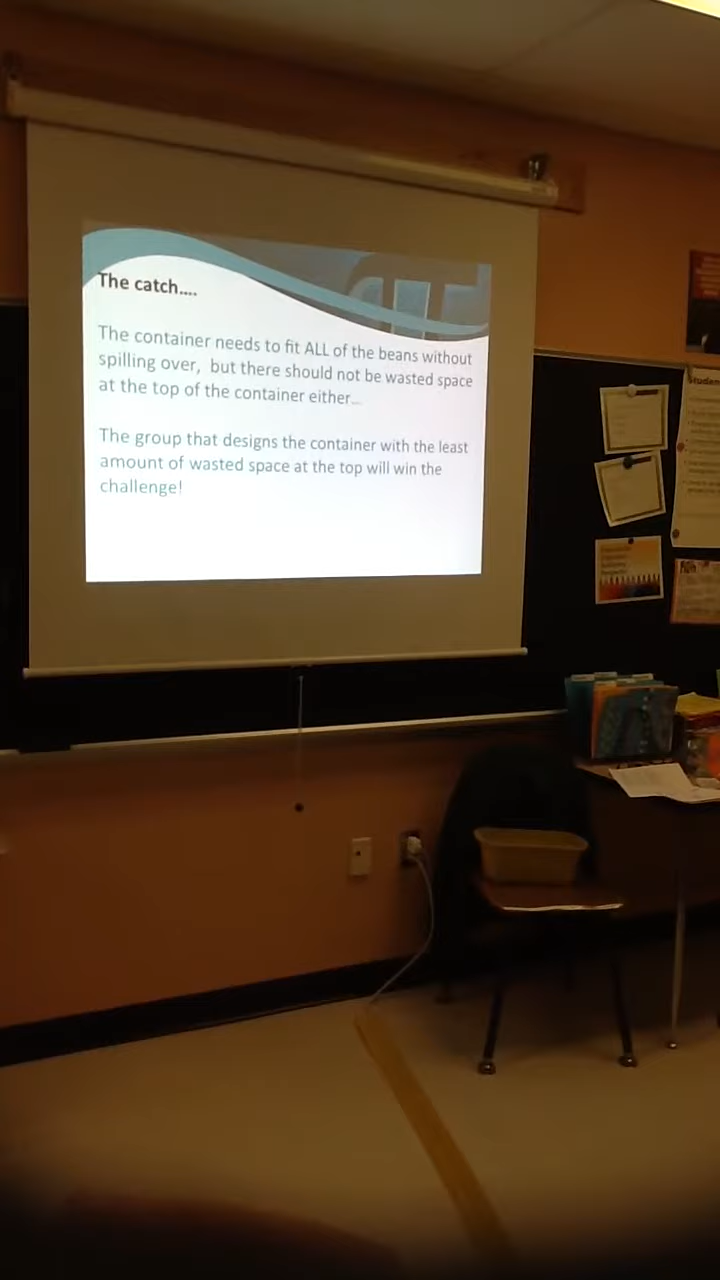 The catch....
The container needs to fit ALL of the beans without
spilling over, but there should not be wasted space
at the top of the container either...
The group that designs the container with the least
amount of wasted space at the top will win the
challenge!